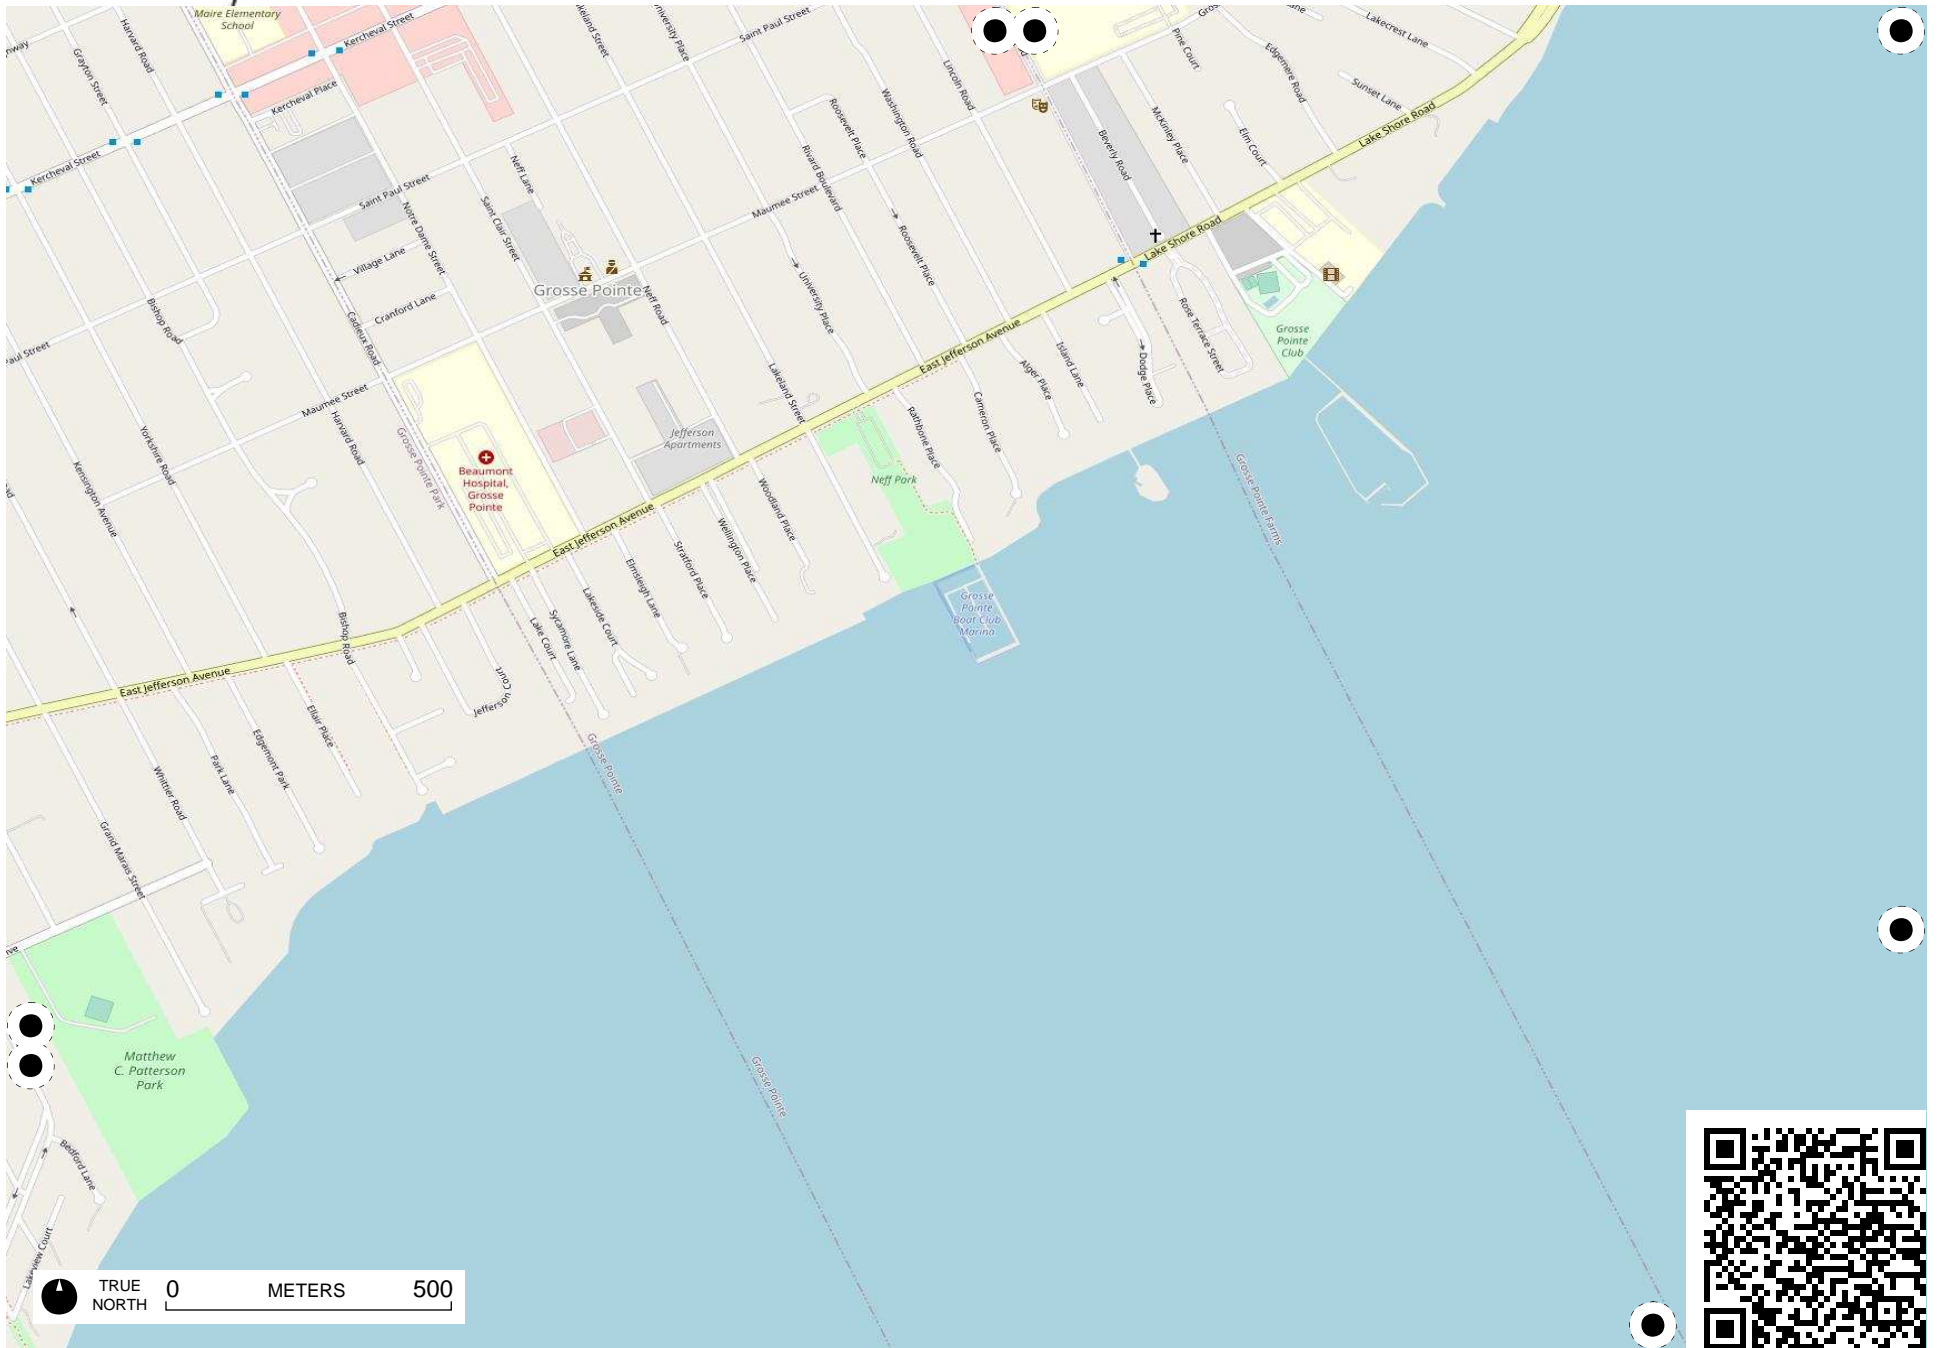 Maire Elementary
School
Harvard Road
Grayton Street
Kercheval Street
Kercheval Place
Saint Paul Street
Lincoln Road
Pine Court
Lakecrest Lane
Edgemere Road
Sunset Lane
Lake Shore Road
Washington Road
Roosevelt Place
McKinley Place
Elm Court
Beverly Road
Kercheval Street
Neff Lane
Rivard Boulevard
Saint Paul Street
Maumee Street
Saint Clair Street
Notre Dame Street
Roosevelt Place
Lake Shore Road
Village Lane
Grosse Pointe
Neff Road
University Place
Bishop Road
Cranford Lane
Cadieux Road
Rose Terrace Street
Grosse
Pointe
Club
Paul Street
East Jefferson Avenue
Island Lane
Alger Place
Dodge Place
Lakeland Street
Maumee Street
Harvard Road
Cameron Place
Rathbone Place
Yorkshire Road
Grosse Pointe Park
Jefferson
Apartments
Beaumont
Hospital,
Grosse
Pointe
Neff Park
Kensington Avenue
Woodland Place
Grosse Pointe Farms
East Jefferson Avenue
Wellington Place
Stratford Place
Elmsleigh Lane
Lakeside Court
Sycamore Lane
Lake Court
Grosse
Pointe
Boat Club
Marina
Bishop Road
East Jefferson Avenue
Jefferson Court
Ellair Place
Edgemont Park
Park Lane
Whittier Road
Grosse Pointe
Grand Marais Street
Matthew
C. Patterson
Park
Grosse Pointe
Bedford Lane
Lakeview Court
TRUE
NORTH
0 METERS 500